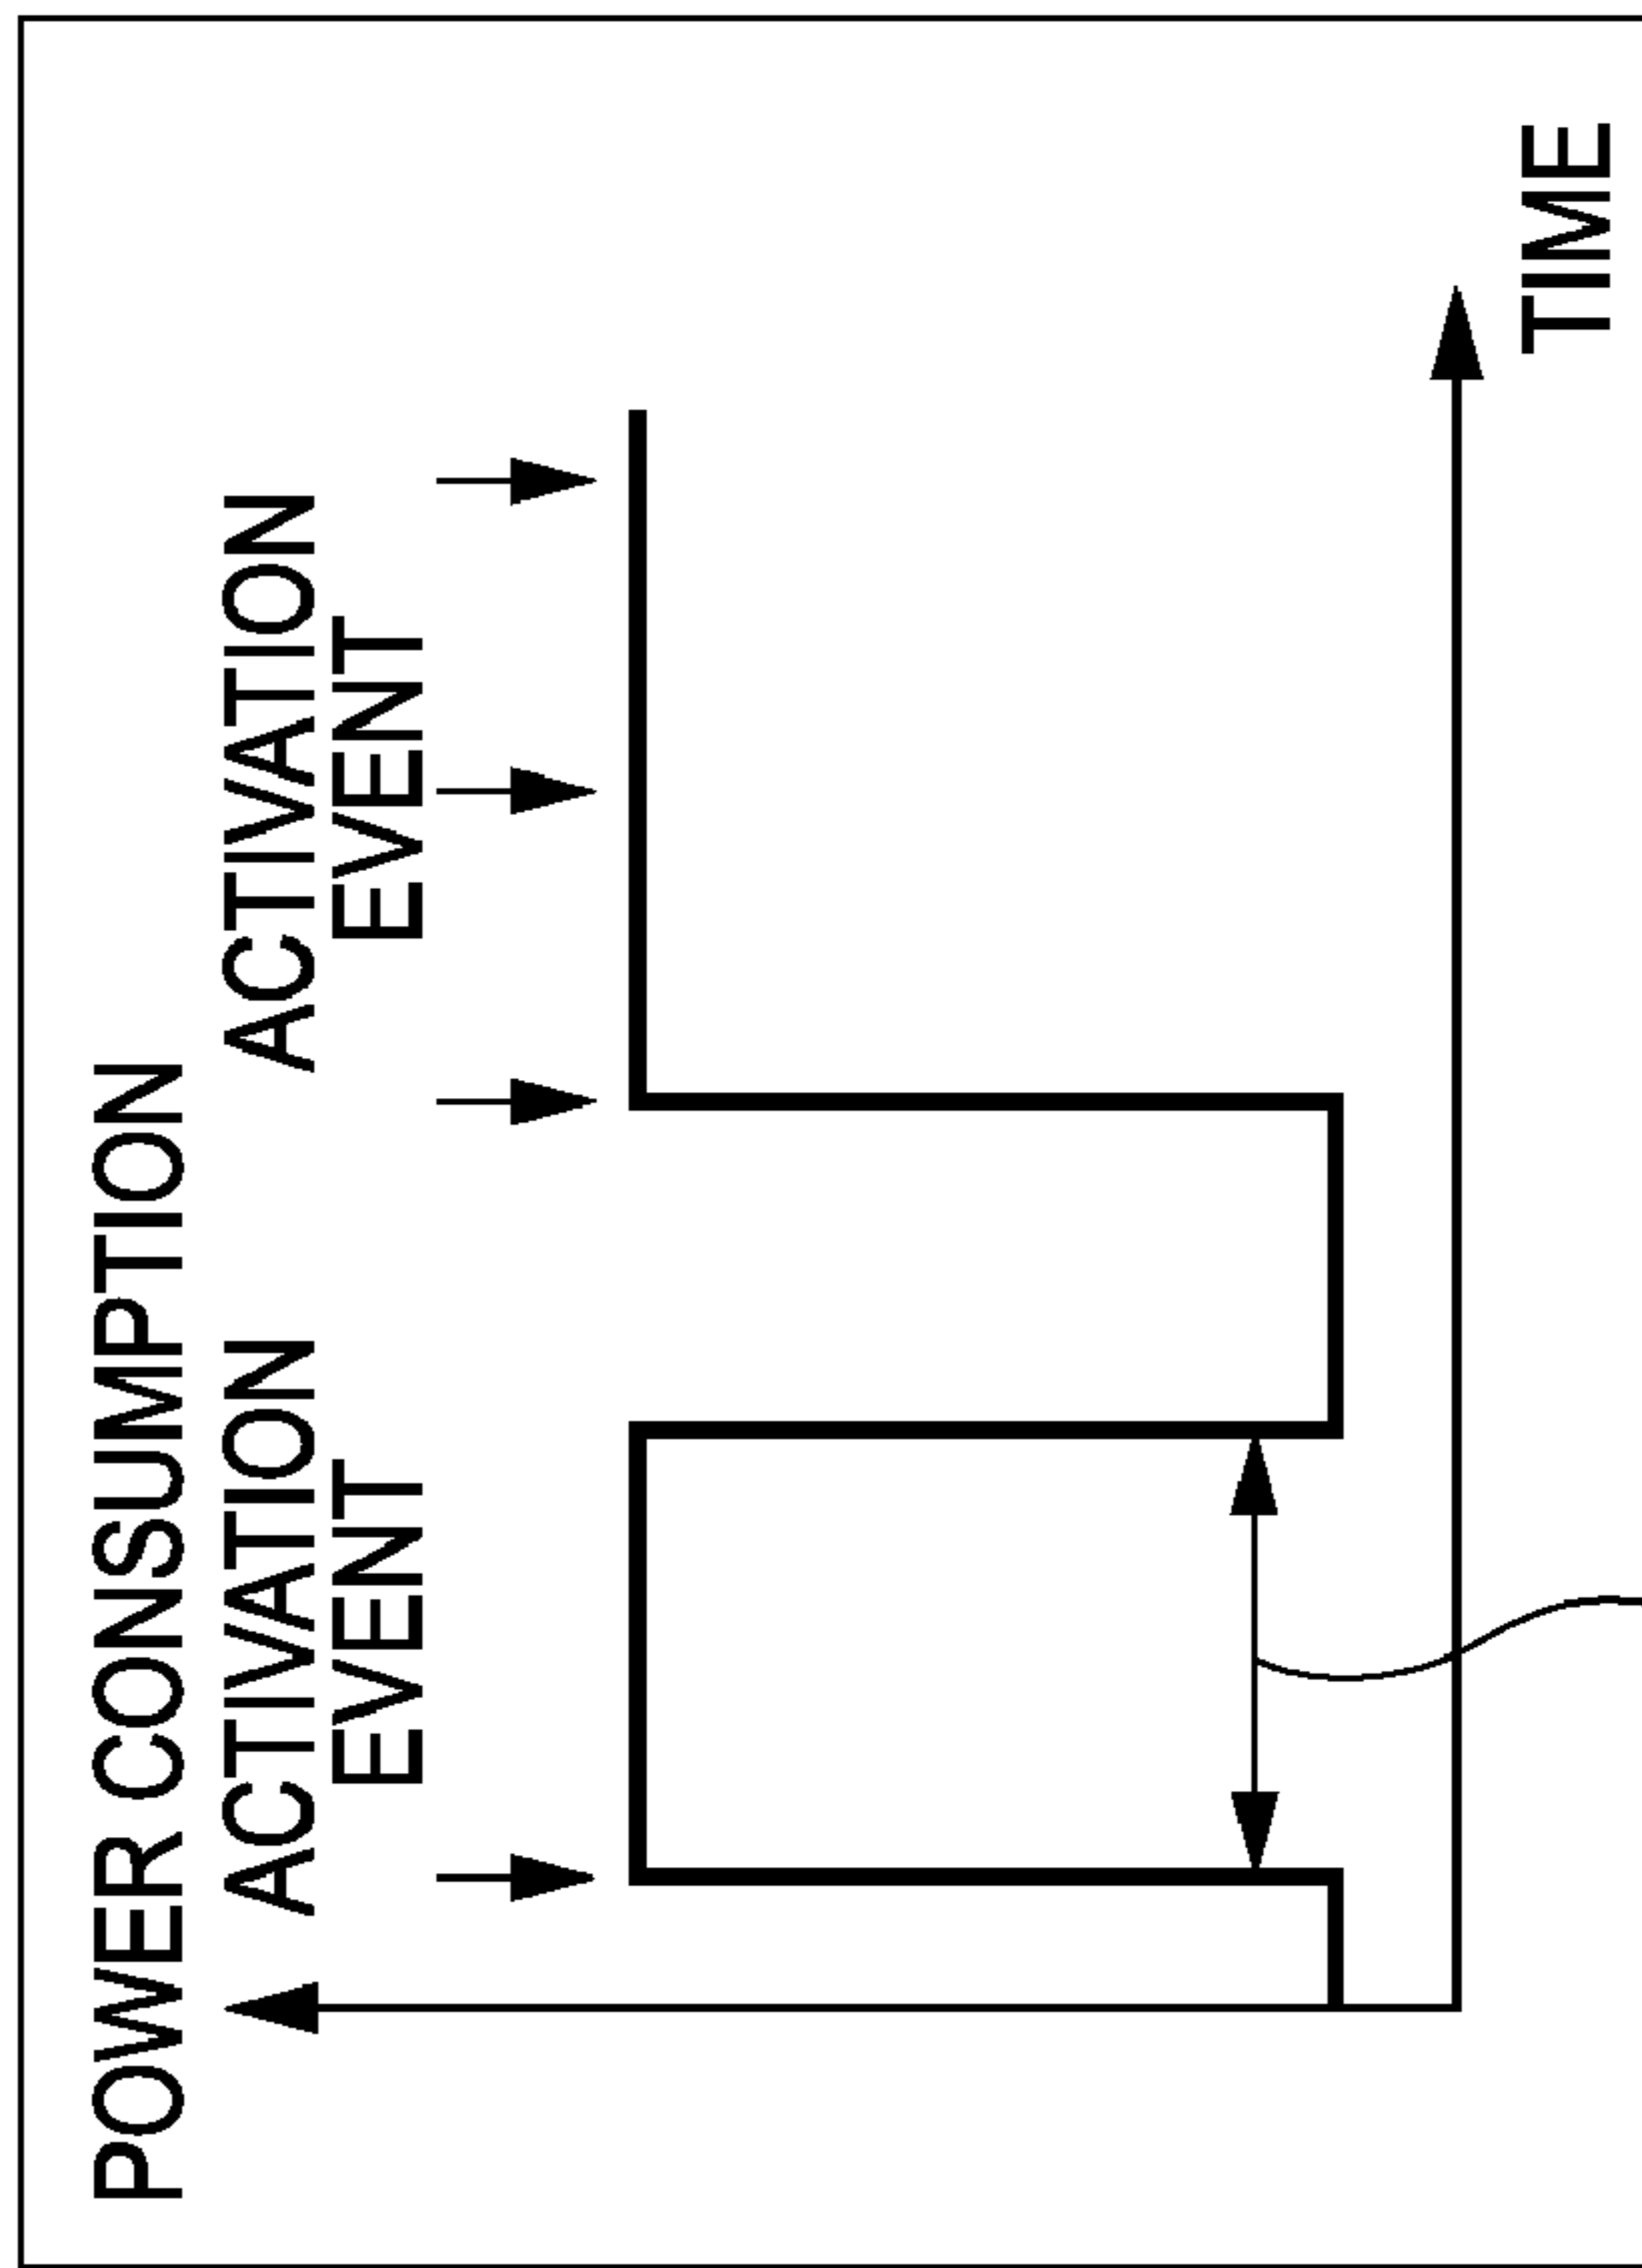 POWER CONSUMPTION
ACTIVATION
EVENT
ACTIVATION
EVENT
TIME